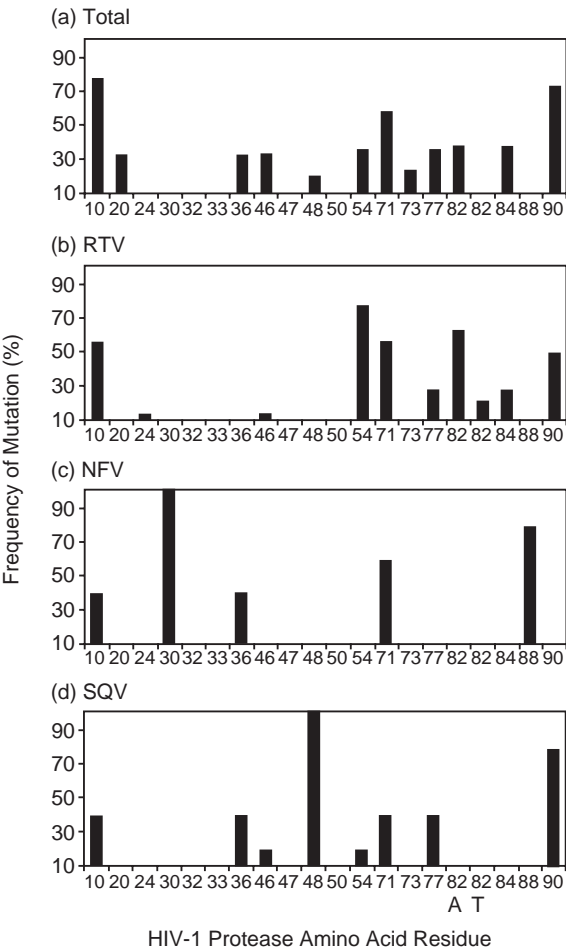 (a) Total
90
70
50
30
10
10 20 24 30 32 33 36 46 47 48 50 54 71 73 77 82 82 84 88 90
(b) RTV
90
70
50
30
10
10 20 24 30 32 33 36 46 47 48 50 54 71 73 77 82 82 84 88 90
(c) NFV
90
70
50
30
10
10 20 24 30 32 33 36 46 47 48 50 54 71 73 77 82 82 84 88 90
(d) SQV
90
70
50
30
10
10 20 24 30 32 33 36 46 47 48 50 54 71 73 77 82 82 84 88 90
A T
Frequency of Mutation (%)
HIV-1 Protease Amino Acid Residue